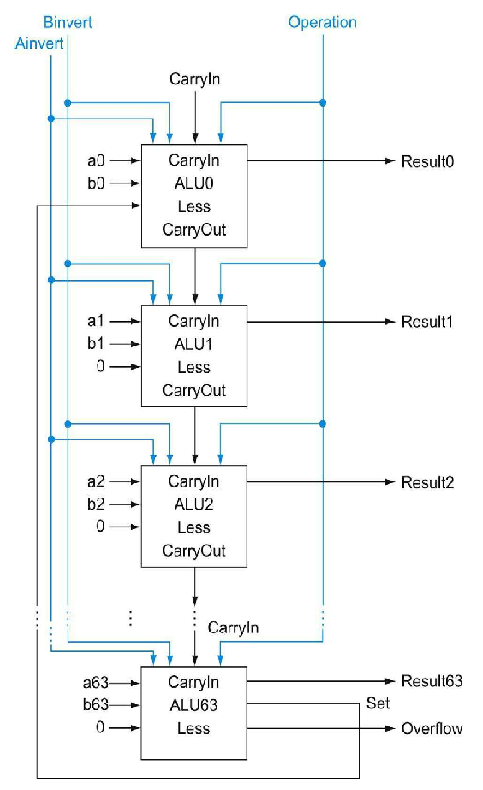 Binvert
Operation
Ainvert
CarryIn
a0
CarryIn
Result0
b0
ALU0
Less
CarryOut
a1
CarryIn
Result1
b1
ALU1
0
Less
CarryOut
a2
CarryIn
Result2
b2
ALU2
0
Less
CarryOut
CarryIn
a63
CarryIn
Result63
b63
ALU63
Set
0
Less
Overflow